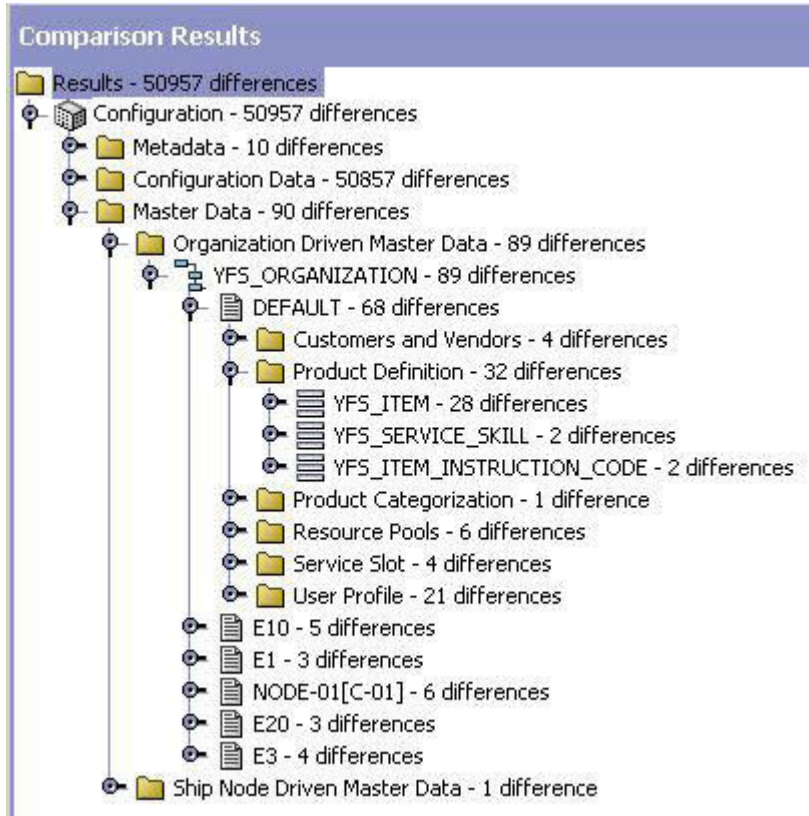 Comparison Results
Results - 50957 differences
Configuration - 50957 differences
Metadata - 10 differences
Configuration Data - 50857 differences
Master Data - 90 differences
Organization Driven Master Data - 89 differences
YFS_ORGANIZATION - 89 differences
DEFAULT - 68 differences
Customers and Vendors - 4 differences
Product Definition - 32 differences
YFS_ITEM - 28 differences
YFS_SERVICE_SKILL - 2 differences
YFS_ITEM_INSTRUCTION_CODE - 2 differences
Product Categorization - 1 difference
Resource Pools - 6 differences
Service Slot - 4 differences
User Profile - 21 differences
E10 - 5 differences
E1 - 3 differences
NODE-01[C-01] - 6 differences
E20 - 3 differences
E3 - 4 differences
Ship Node Driven Master Data - 1 difference